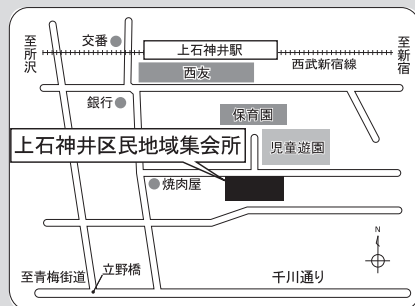 至所沢
交番
上石神井駅
至新宿
西友
西武新宿線
銀行
保育園
上石神井区民地域集会所
児童遊園
焼肉屋
N
至青梅街道
立野橋
千川通り